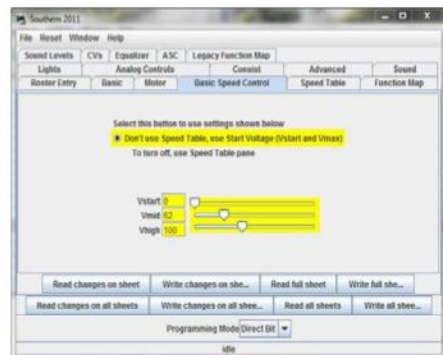 Southern 2011
File Reset Window Help
Sound Levels CVs Equalizer ASC Legacy Function Map
Lights Analog Controls Consist Advanced Sound
Roster Entry Basic Motor Basic Speed Control Speed Table Function Map
Select this button to use settings shown below
Don't use Speed Table, use Start Voltage (Vstart and Vmax)
To turn off, use Speed Table pane
Vstart 0
Vmid 62
Vhigh 100
Read changes on sheet Write changes on she... Read full sheet Write full she...
Read changes on all sheets Write changes on all shee... Read all sheets Write all shee...
Programming Mode Direct Bit
idle